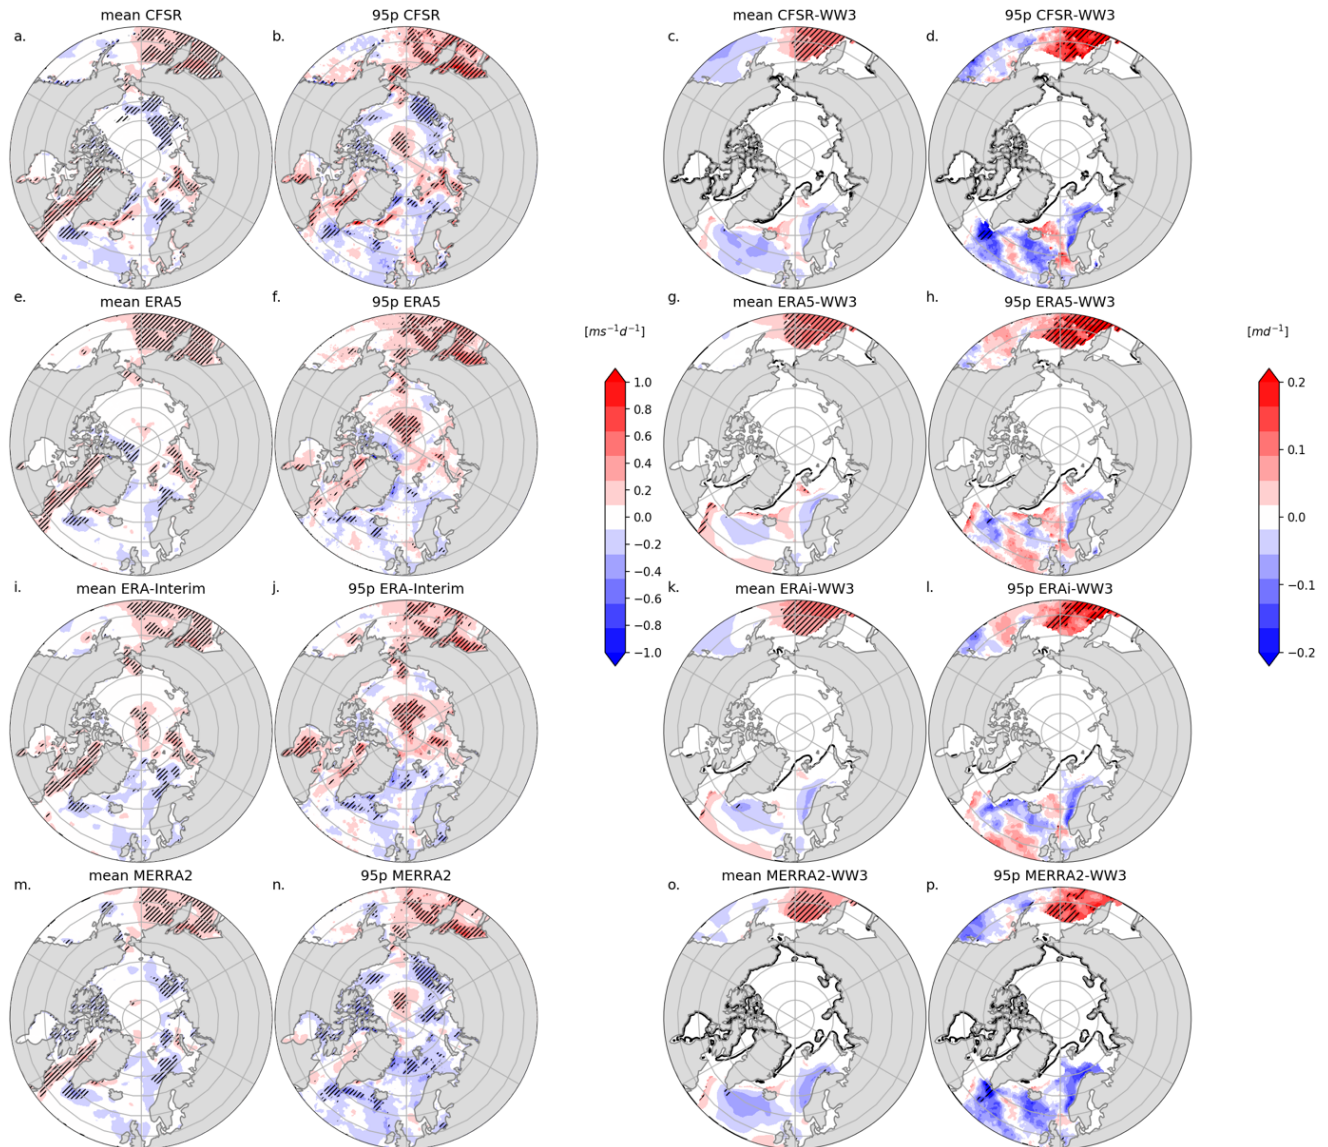 mean CFSR
95p CFSR
mean CFSR-WW3
95p CFSR-WW3
a.
b.
c.
d.
mean ERA5
95p ERA5
mean ERA5-WW3
95p ERA5-WW3
e.
f.
g.
h.
[ms⁻¹d⁻¹]
1.0
0.8
0.6
0.4
0.2
0.0
−0.2
−0.4
−0.6
−0.8
−1.0
[md⁻¹]
0.2
0.1
0.0
−0.1
−0.2
mean ERA-Interim
95p ERA-Interim
mean ERAi-WW3
95p ERAi-WW3
i.
j.
k.
l.
mean MERRA2
95p MERRA2
mean MERRA2-WW3
95p MERRA2-WW3
m.
n.
o.
p.